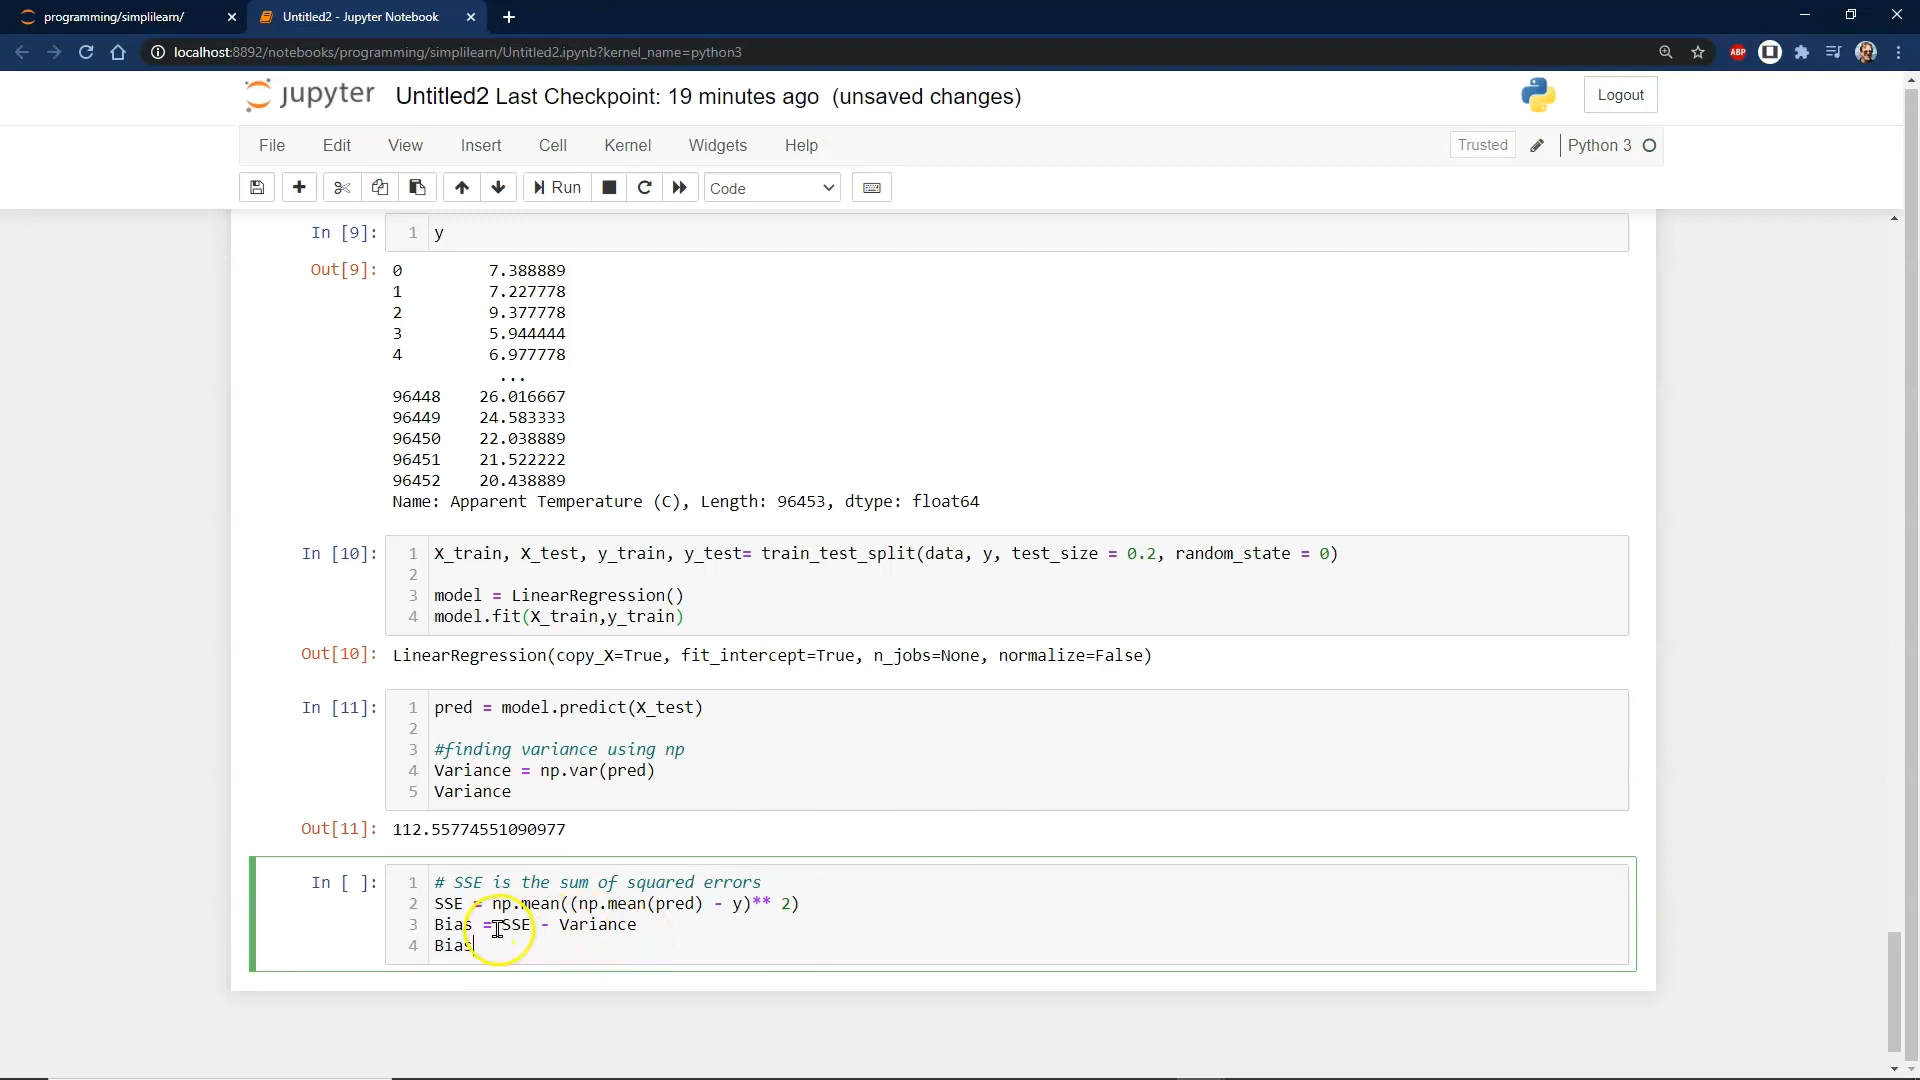 programming/simplilearn/
Untitled2 - Jupyter Notebook
localhost:8892/notebooks/programming/simplilearn/Untitled2.ipynb?kernel_name=python3
ABP
jupyter Untitled2 Last Checkpoint: 19 minutes ago (unsaved changes)
Logout
File Edit View Insert Cell Kernel Widgets Help
Trusted
Python 3
Run
Code
In [9]: 1 y
Out[9]: 0 7.388889
1 7.227778
2 9.377778
3 5.944444
4 6.977778
...
96448 26.016667
96449 24.583333
96450 22.038889
96451 21.522222
96452 20.438889
Name: Apparent Temperature (C), Length: 96453, dtype: float64
In [10]: 1 X_train, X_test, y_train, y_test= train_test_split(data, y, test_size = 0.2, random_state = 0)
2
3 model = LinearRegression()
4 model.fit(X_train,y_train)
Out[10]: LinearRegression(copy_X=True, fit_intercept=True, n_jobs=None, normalize=False)
In [11]: 1 pred = model.predict(X_test)
2
3 #finding variance using np
4 Variance = np.var(pred)
5 Variance
Out[11]: 112.55774551090977
In [ ]: 1 # SSE is the sum of squared errors
2 SSE = np.mean((np.mean(pred) - y)** 2)
3 Bias = SSE - Variance
4 Bias